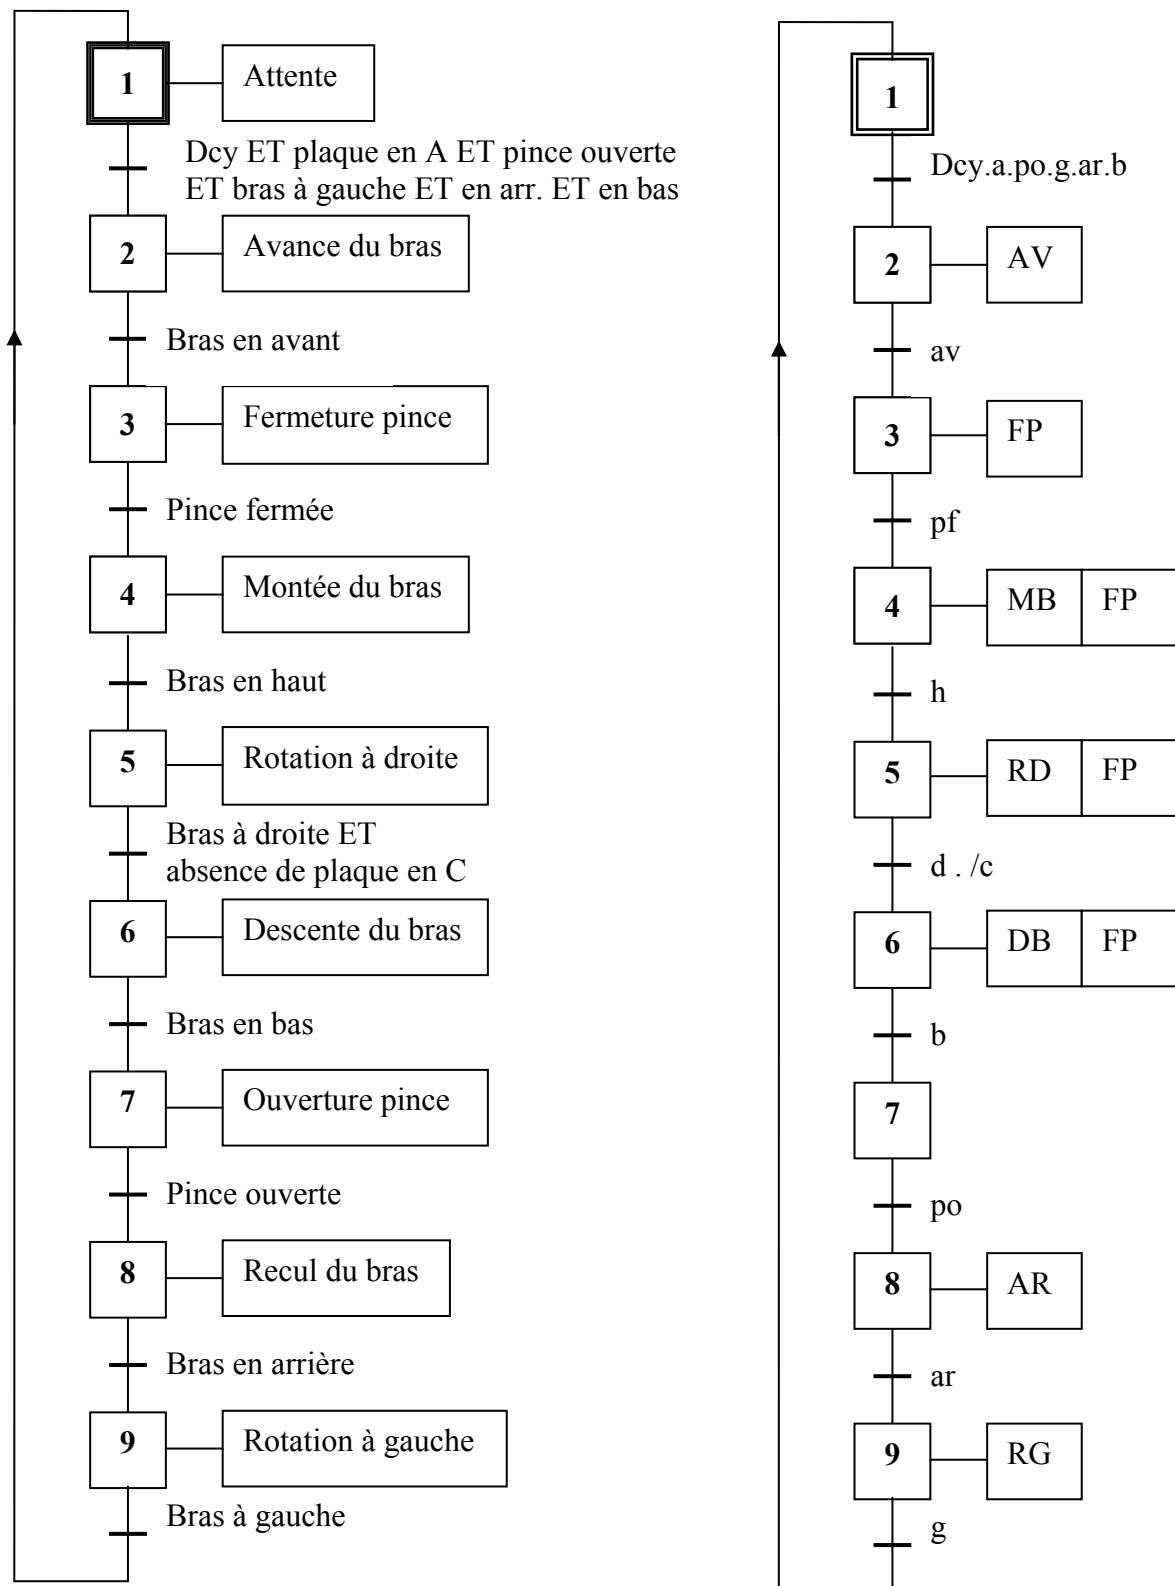 1
Attente
Dcy ET plaque en A ET pince ouverte
ET bras à gauche ET en arr. ET en bas
2
Avance du bras
Bras en avant
3
Fermeture pince
Pince fermée
4
Montée du bras
Bras en haut
5
Rotation à droite
Bras à droite ET
absence de plaque en C
6
Descente du bras
Bras en bas
7
Ouverture pince
Pince ouverte
8
Recul du bras
Bras en arrière
9
Rotation à gauche
Bras à gauche
1
Dcy.a.po.g.ar.b
2
AV
av
3
FP
pf
4
MB FP
h
5
RD FP
d . /c
6
DB FP
b
7
po
8
AR
ar
9
RG
g